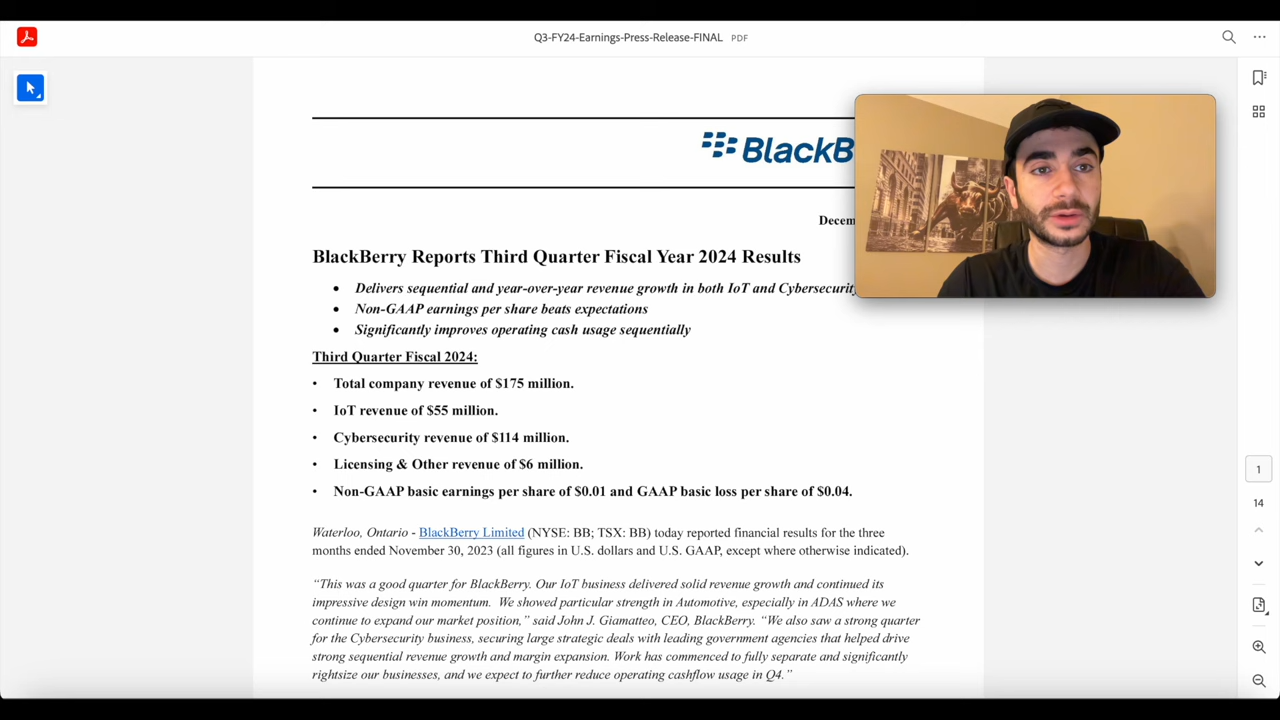 Q3-FY24-Earnings-Press-Release-FINAL PDF
BlackB
Decem
BlackBerry Reports Third Quarter Fiscal Year 2024 Results
• Delivers sequential and year-over-year revenue growth in both IoT and Cybersecurity
• Non-GAAP earnings per share beats expectations
• Significantly improves operating cash usage sequentially
Third Quarter Fiscal 2024:
• Total company revenue of $175 million.
• IoT revenue of $55 million.
• Cybersecurity revenue of $114 million.
• Licensing & Other revenue of $6 million.
• Non-GAAP basic earnings per share of $0.01 and GAAP basic loss per share of $0.04.
Waterloo, Ontario - BlackBerry Limited (NYSE: BB; TSX: BB) today reported financial results for the three
months ended November 30, 2023 (all figures in U.S. dollars and U.S. GAAP, except where otherwise indicated).
“This was a good quarter for BlackBerry. Our IoT business delivered solid revenue growth and continued its
impressive design win momentum. We showed particular strength in Automotive, especially in ADAS where we
continue to expand our market position,” said John J. Giamatteo, CEO, BlackBerry. “We also saw a strong quarter
for the Cybersecurity business, securing large strategic deals with leading government agencies that helped drive
strong sequential revenue growth and margin expansion. Work has commenced to fully separate and significantly
rightsize our businesses, and we expect to further reduce operating cashflow usage in Q4.”
1
14